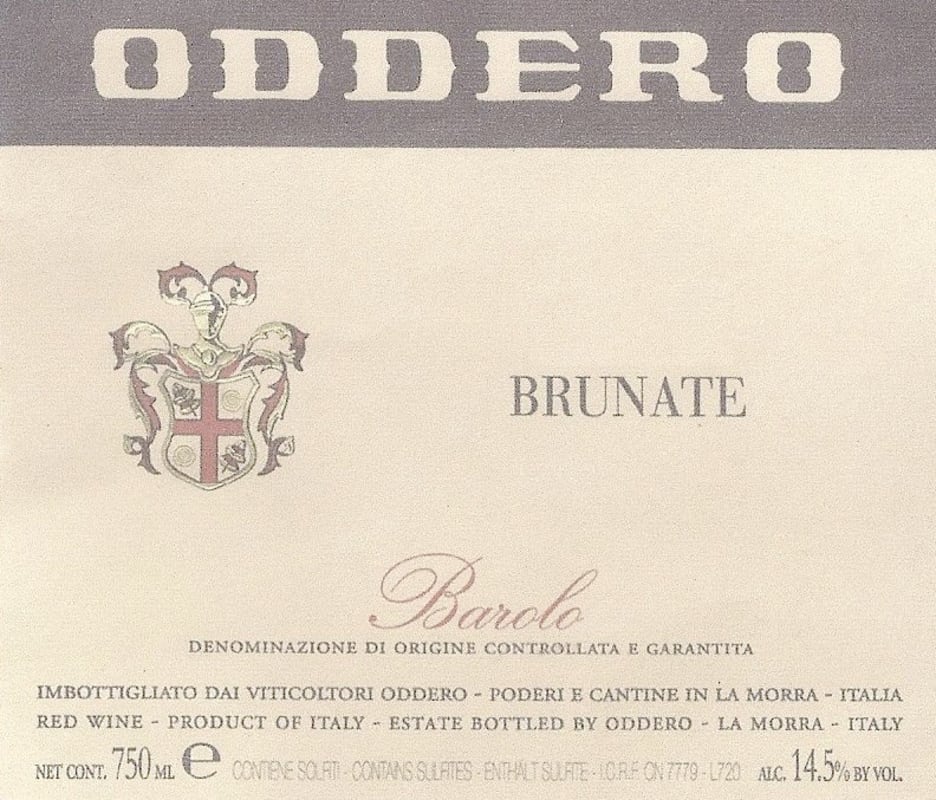 ODDERO
BRUNATE
Barolo
DENOMINAZIONE DI ORIGINE CONTROLLATA E GARANTITA
IMBOTTIGLIATO DAI VITICOLTORI ODDERO - PODERI E CANTINE IN LA MORRA - ITALIA
RED WINE - PRODUCT OF ITALY - ESTATE BOTTLED BY ODDERO - LA MORRA - ITALY
NET CONT. 750 ML e CONTIENE SOLFITI - CONTAINS SULFITES - ENTHÄLT SULFITE - I.C.R.F. CN 7779 - L720 ALC. 14.5% BY VOL.